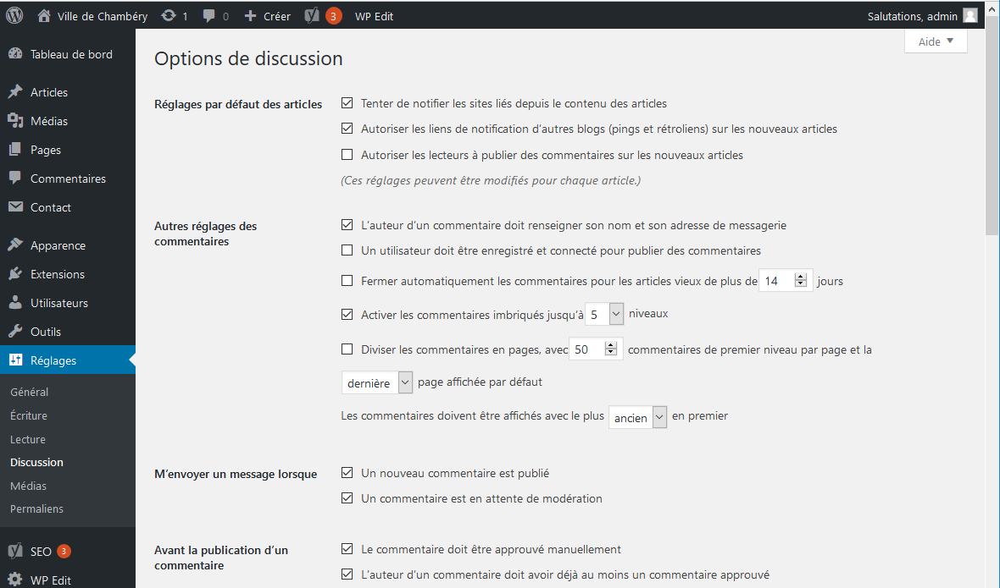 Ville de Chambéry 1 0 Créer 3 WP Edit Salutations, admin
Aide
Tableau de bord
Articles
Médias
Pages
Commentaires
Contact
Apparence
Extensions
Utilisateurs
Outils
Réglages
Général
Écriture
Lecture
Discussion
Médias
Permaliens
SEO 3
WP Edit
Options de discussion
Réglages par défaut des articles
Tenter de notifier les sites liés depuis le contenu des articles
Autoriser les liens de notification d'autres blogs (pings et rétroliens) sur les nouveaux articles
Autoriser les lecteurs à publier des commentaires sur les nouveaux articles
(Ces réglages peuvent être modifiés pour chaque article.)
Autres réglages des
commentaires
L'auteur d'un commentaire doit renseigner son nom et son adresse de messagerie
Un utilisateur doit être enregistré et connecté pour publier des commentaires
Fermer automatiquement les commentaires pour les articles vieux de plus de 14 jours
Activer les commentaires imbriqués jusqu'à 5 niveaux
Diviser les commentaires en pages, avec 50 commentaires de premier niveau par page et la
dernière page affichée par défaut
Les commentaires doivent être affichés avec le plus ancien en premier
M'envoyer un message lorsque
Un nouveau commentaire est publié
Un commentaire est en attente de modération
Avant la publication d'un
commentaire
Le commentaire doit être approuvé manuellement
L'auteur d'un commentaire doit avoir déjà au moins un commentaire approuvé